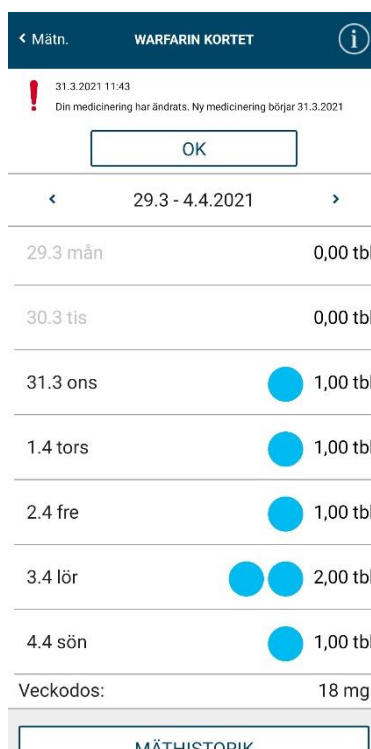 < Mätn. WARFARIN KORTET i
! 31.3.2021 11:43
Din medicinering har ändrats. Ny medicinering börjar 31.3.2021
OK
< 29.3 - 4.4.2021 >
29.3 mån 0,00 tbl
30.3 tis 0,00 tbl
31.3 ons 1,00 tbl
1.4 tors 1,00 tbl
2.4 fre 1,00 tbl
3.4 lör 2,00 tbl
4.4 sön 1,00 tbl
Veckodos: 18 mg
MÄTHISTORIK